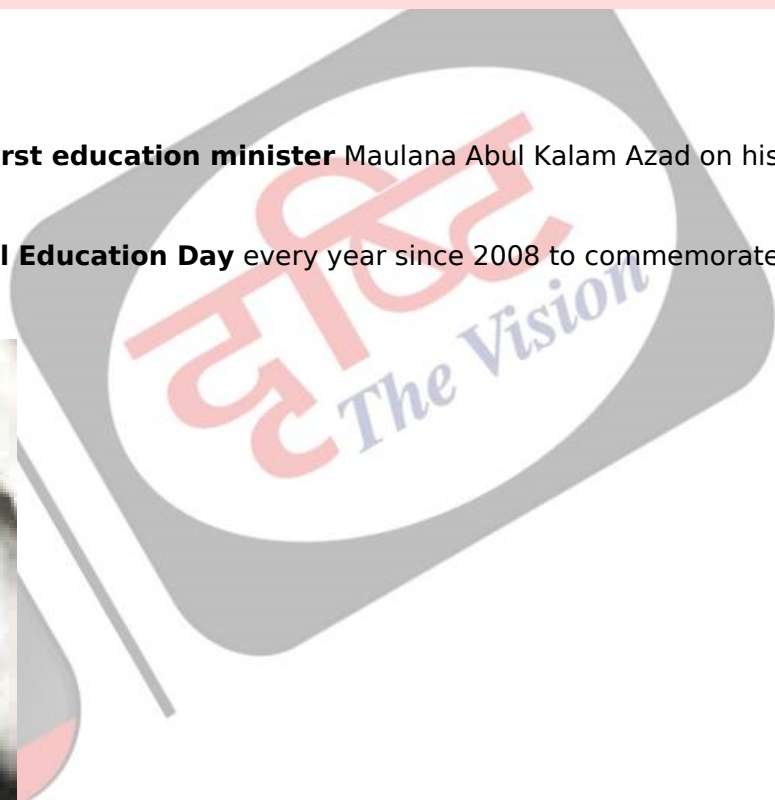 rst education minister Maulana Abul Kalam Azad on his
l Education Day every year since 2008 to commemorate
दृष्टि
The Vision